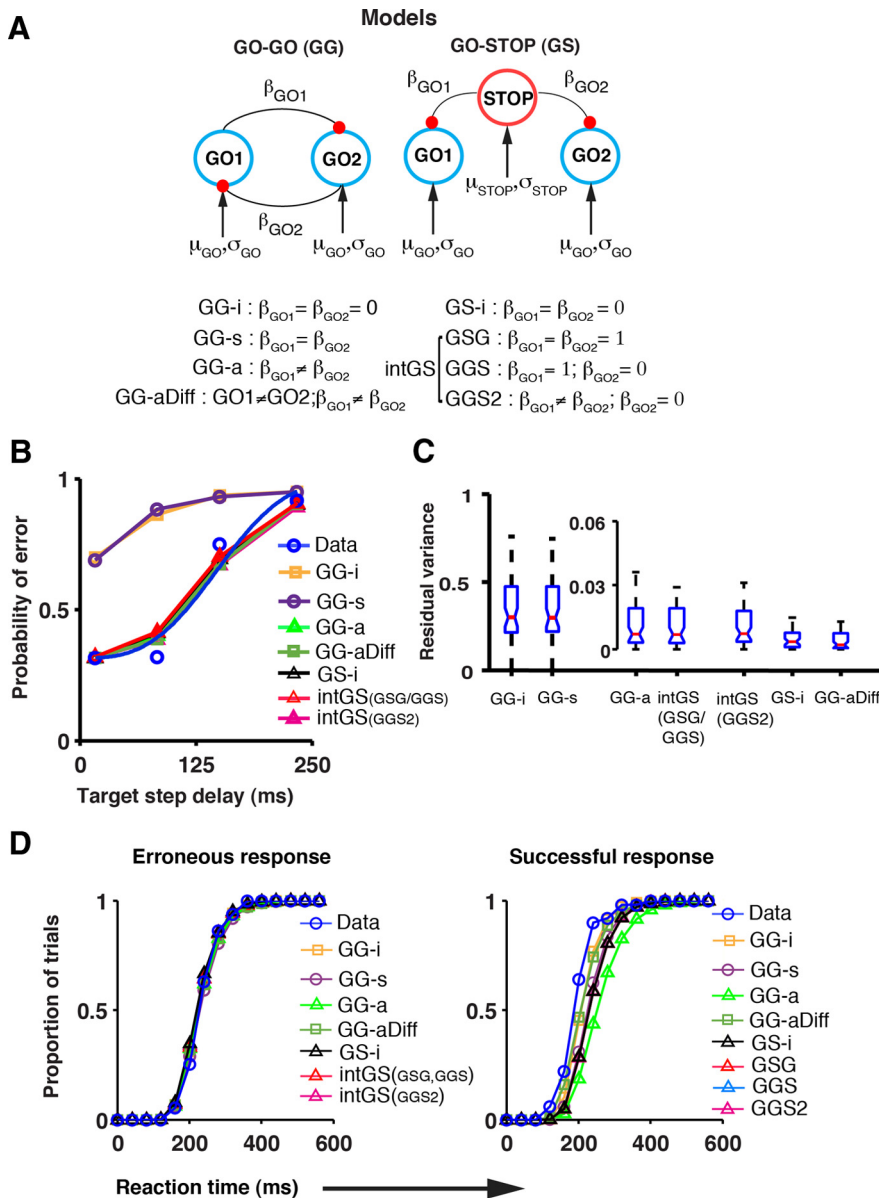 A
Models
GO-GO (GG)
GO-STOP (GS)
βGO1
GO1
GO2
βGO2
μGO,σGO
μGO,σGO
βGO1
STOP
βGO2
GO1
GO2
μSTOP,σSTOP
μGO,σGO
μGO,σGO
GG-i : βGO1= βGO2= 0
GG-s : βGO1= βGO2
GG-a : βGO1≠ βGO2
GG-aDiff : GO1≠GO2;βGO1≠ βGO2
GS-i : βGO1= βGO2= 0
intGS
GSG : βGO1= βGO2= 1
GGS : βGO1= 1; βGO2= 0
GGS2 : βGO1≠ βGO2; βGO2= 0
B
Probability of error
1
0.5
0
0
125
250
Target step delay (ms)
Data
GG-i
GG-s
GG-a
GG-aDiff
GS-i
intGS(GSG/GGS)
intGS(GGS2)
C
Residual variance
1
0.5
0
0.06
0.03
0
GG-i
GG-s
GG-a
intGS (GSG/ GGS)
intGS (GGS2)
GS-i
GG-aDiff
D
Erroneous response
Proportion of trials
1
0.5
0
0
200
400
600
Data
GG-i
GG-s
GG-a
GG-aDiff
GS-i
intGS(GSG,GGS)
intGS(GGS2)
Successful response
1
0.5
0
0
200
400
600
Data
GG-i
GG-s
GG-a
GG-aDiff
GS-i
GSG
GGS
GGS2
Reaction time (ms)